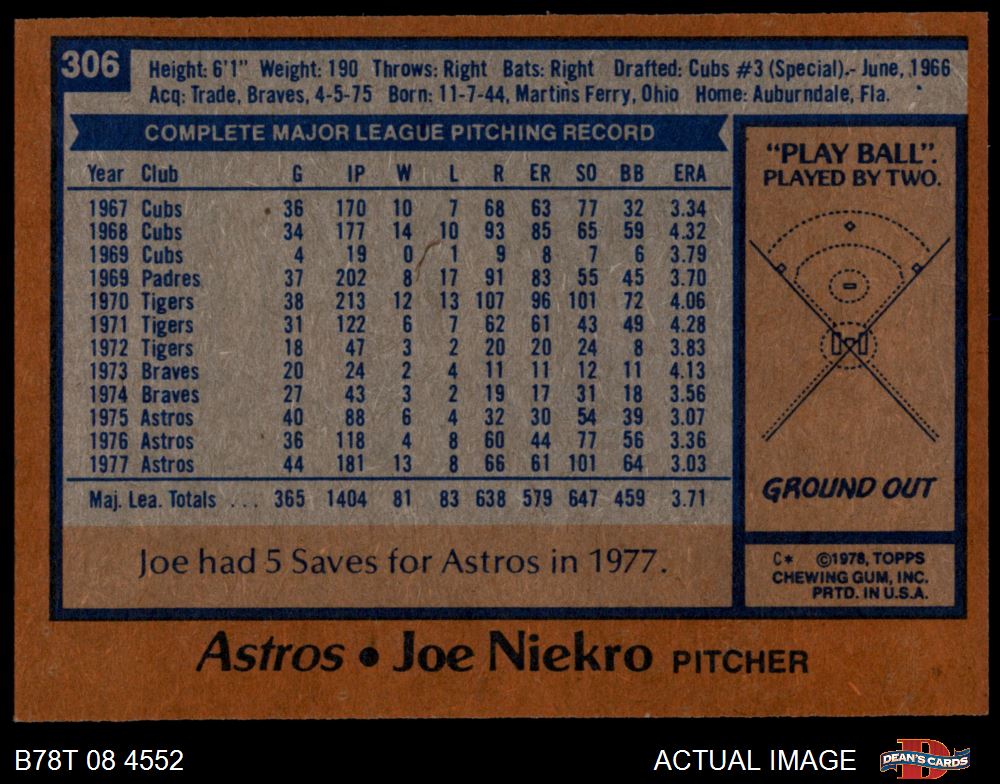 306
Height: 6'1" Weight: 190 Throws: Right Bats: Right Drafted: Cubs #3 (Special).- June, 1966
Acq: Trade, Braves, 4-5-75 Born: 11-7-44, Martins Ferry, Ohio Home: Auburndale, Fla.
COMPLETE MAJOR LEAGUE PITCHING RECORD
Year Club G IP W L R ER SO BB ERA
1967 Cubs 36 170 10 7 68 63 77 32 3.34
1968 Cubs 34 177 14 10 93 85 65 59 4.32
1969 Cubs 4 19 0 1 9 8 7 6 3.79
1969 Padres 37 202 8 17 91 83 55 45 3.70
1970 Tigers 38 213 12 13 107 96 101 72 4.06
1971 Tigers 31 122 6 7 62 61 43 49 4.28
1972 Tigers 18 47 3 2 20 20 24 8 3.83
1973 Braves 20 24 2 4 11 11 12 11 4.13
1974 Braves 27 43 3 2 19 17 31 18 3.56
1975 Astros 40 88 6 4 32 30 54 39 3.07
1976 Astros 36 118 4 8 60 44 77 56 3.36
1977 Astros 44 181 13 8 66 61 101 64 3.03
Maj. Lea. Totals ... 365 1404 81 83 638 579 647 459 3.71
Joe had 5 Saves for Astros in 1977.
"PLAY BALL".
PLAYED BY TWO.
GROUND OUT
C* ©1978, TOPPS
CHEWING GUM, INC.
PRTD. IN U.S.A.
Astros • Joe Niekro PITCHER
B78T 08 4552
ACTUAL IMAGE
DEAN'S CARDS